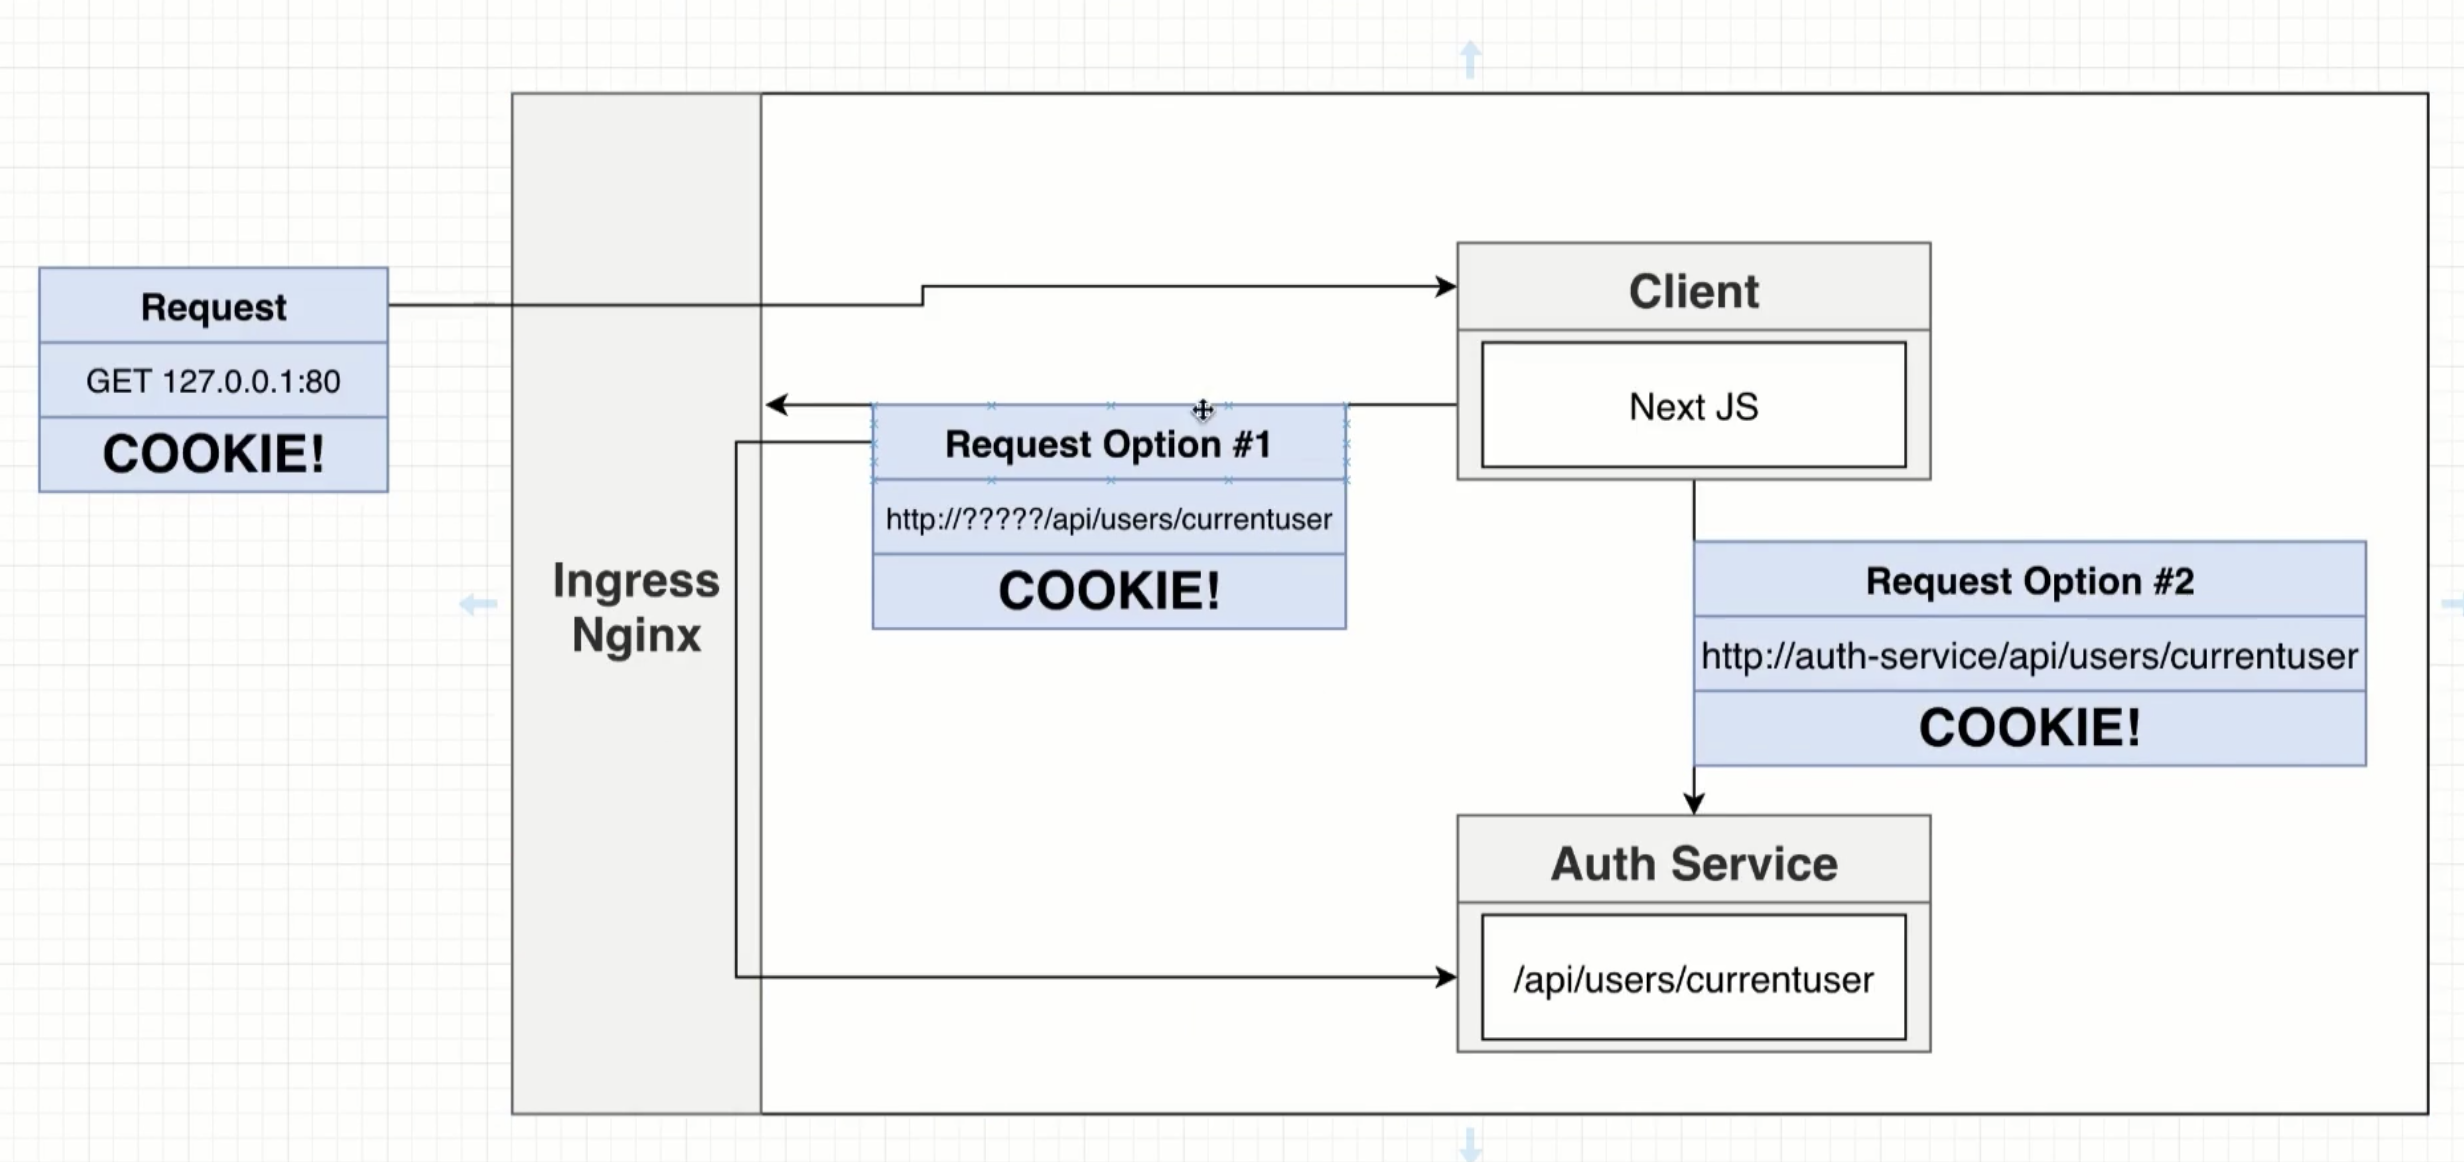 Request
GET 127.0.0.1:80
COOKIE!
Ingress
Nginx
Client
Next JS
Request Option #1
http://?????/api/users/currentuser
COOKIE!
Request Option #2
http://auth-service/api/users/currentuser
COOKIE!
Auth Service
/api/users/currentuser